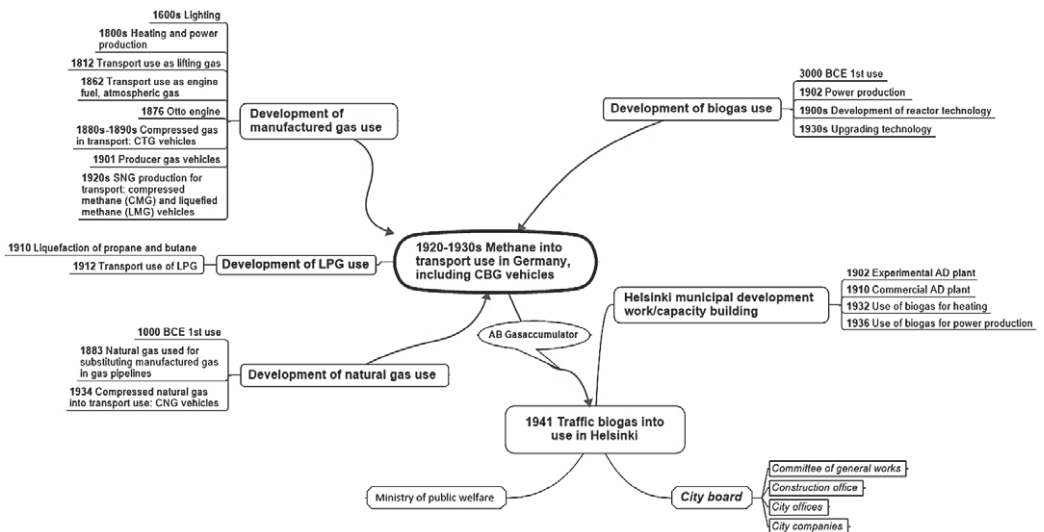 1600s Lighting
1800s Heating and power
production
1812 Transport use as lifting gas
1862 Transport use as engine
fuel, atmospheric gas
1876 Otto engine
1880s-1890s Compressed gas
in transport: CTG vehicles
1901 Producer gas vehicles
1920s SNG production for
transport: compressed
methane (CMG) and liquefied
methane (LMG) vehicles
Development of
manufactured gas use
Development of biogas use
3000 BCE 1st use
1902 Power production
1900s Development of reactor technology
1930s Upgrading technology
1910 Liquefaction of propane and butane
1912 Transport use of LPG
Development of LPG use
1920-1930s Methane into
transport use in Germany,
including CBG vehicles
Helsinki municipal development
work/capacity building
1902 Experimental AD plant
1910 Commercial AD plant
1932 Use of biogas for heating
1936 Use of biogas for power production
AB Gasaccumulator
1000 BCE 1st use
1883 Natural gas used for
substituting manufactured gas
in gas pipelines
1934 Compressed natural gas
into transport use: CNG vehicles
Development of natural gas use
1941 Traffic biogas into
use in Helsinki
Ministry of public welfare
City board
Committee of general works
Construction office
City offices
City companies